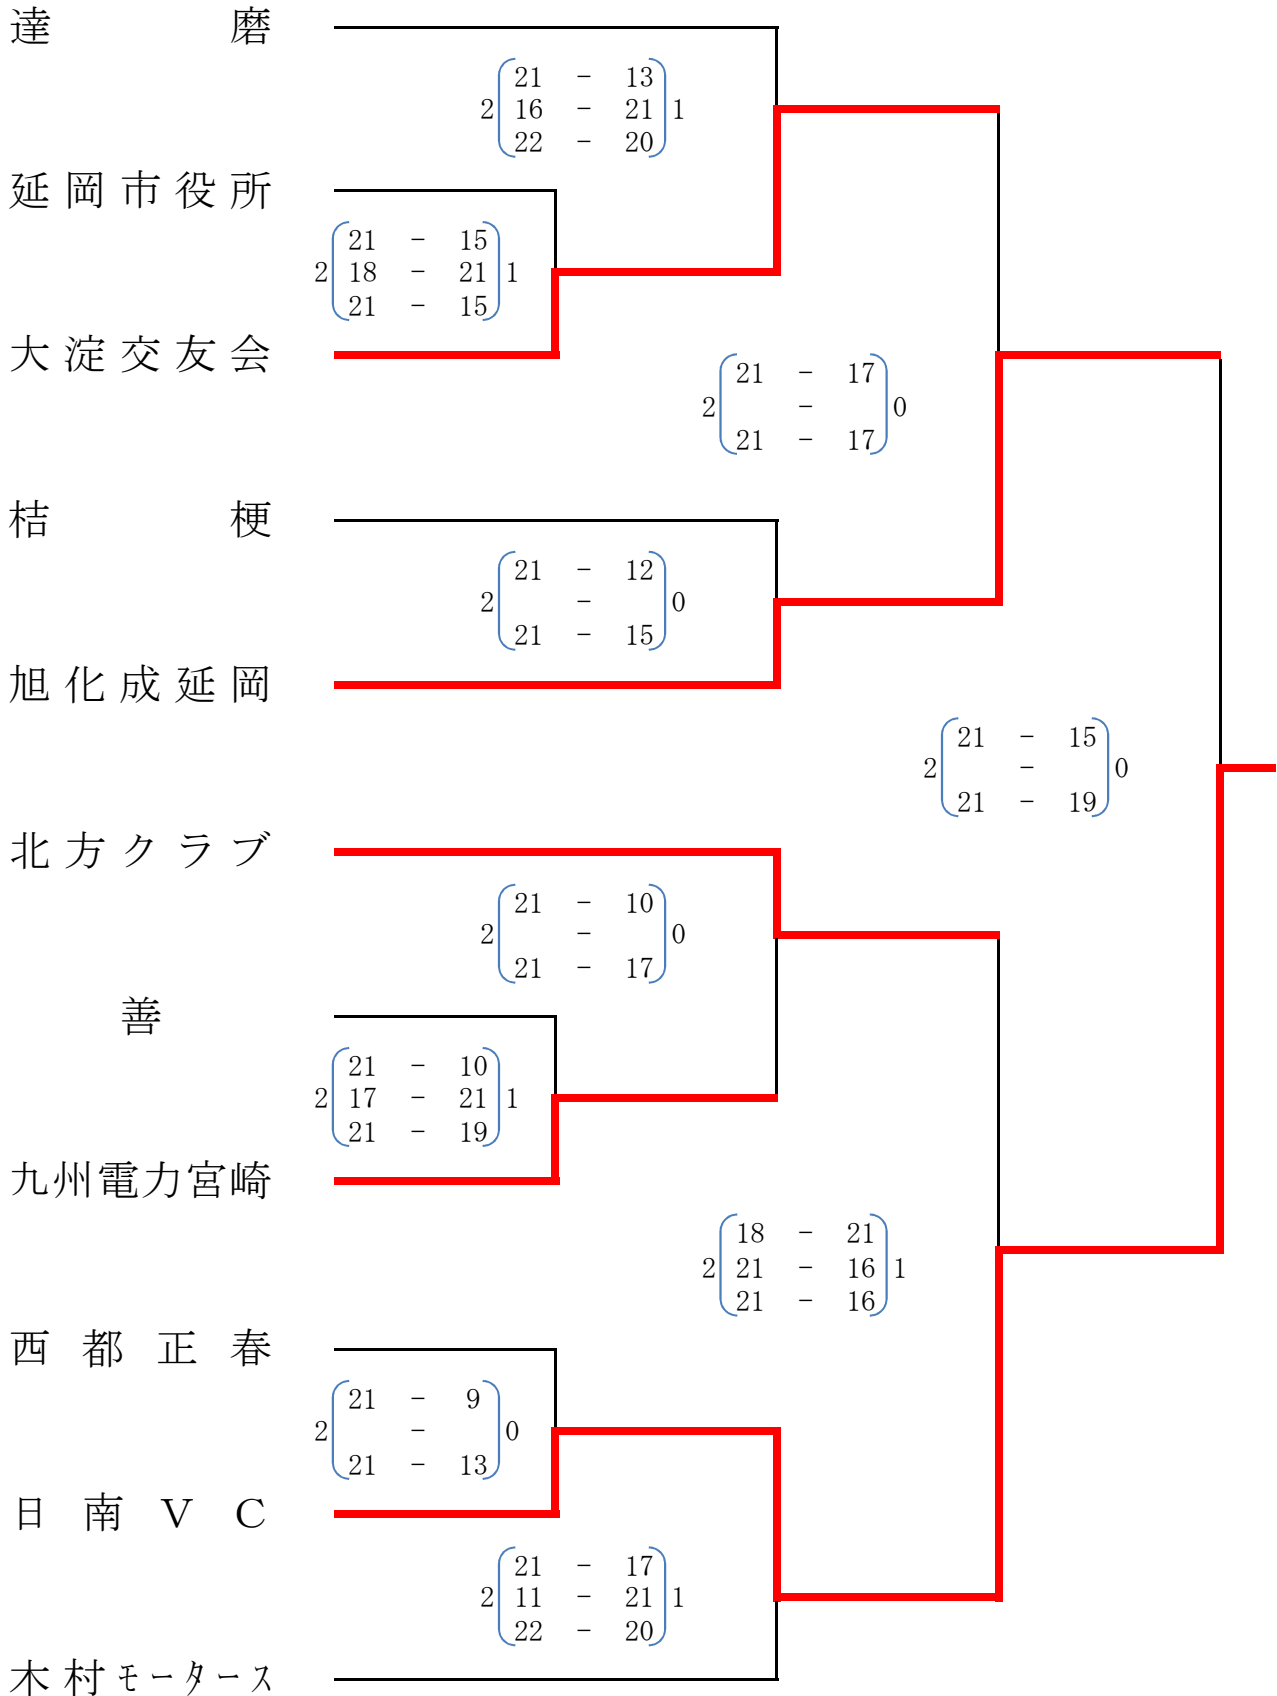 達磨
21 - 13
2 16 - 21 1
22 - 20
延岡市役所
21 - 15
2 18 - 21 1
21 - 15
大淀交友会
21 - 17
2 - 0
21 - 17
桔梗
21 - 12
2 - 0
21 - 15
旭化成延岡
21 - 15
2 - 0
21 - 19
北方クラブ
21 - 10
2 - 0
21 - 17
善
21 - 10
2 17 - 21 1
21 - 19
九州電力宮崎
18 - 21
2 21 - 16 1
21 - 16
西都正春
21 - 9
2 - 0
21 - 13
日南VC
21 - 17
2 11 - 21 1
22 - 20
木村モータース